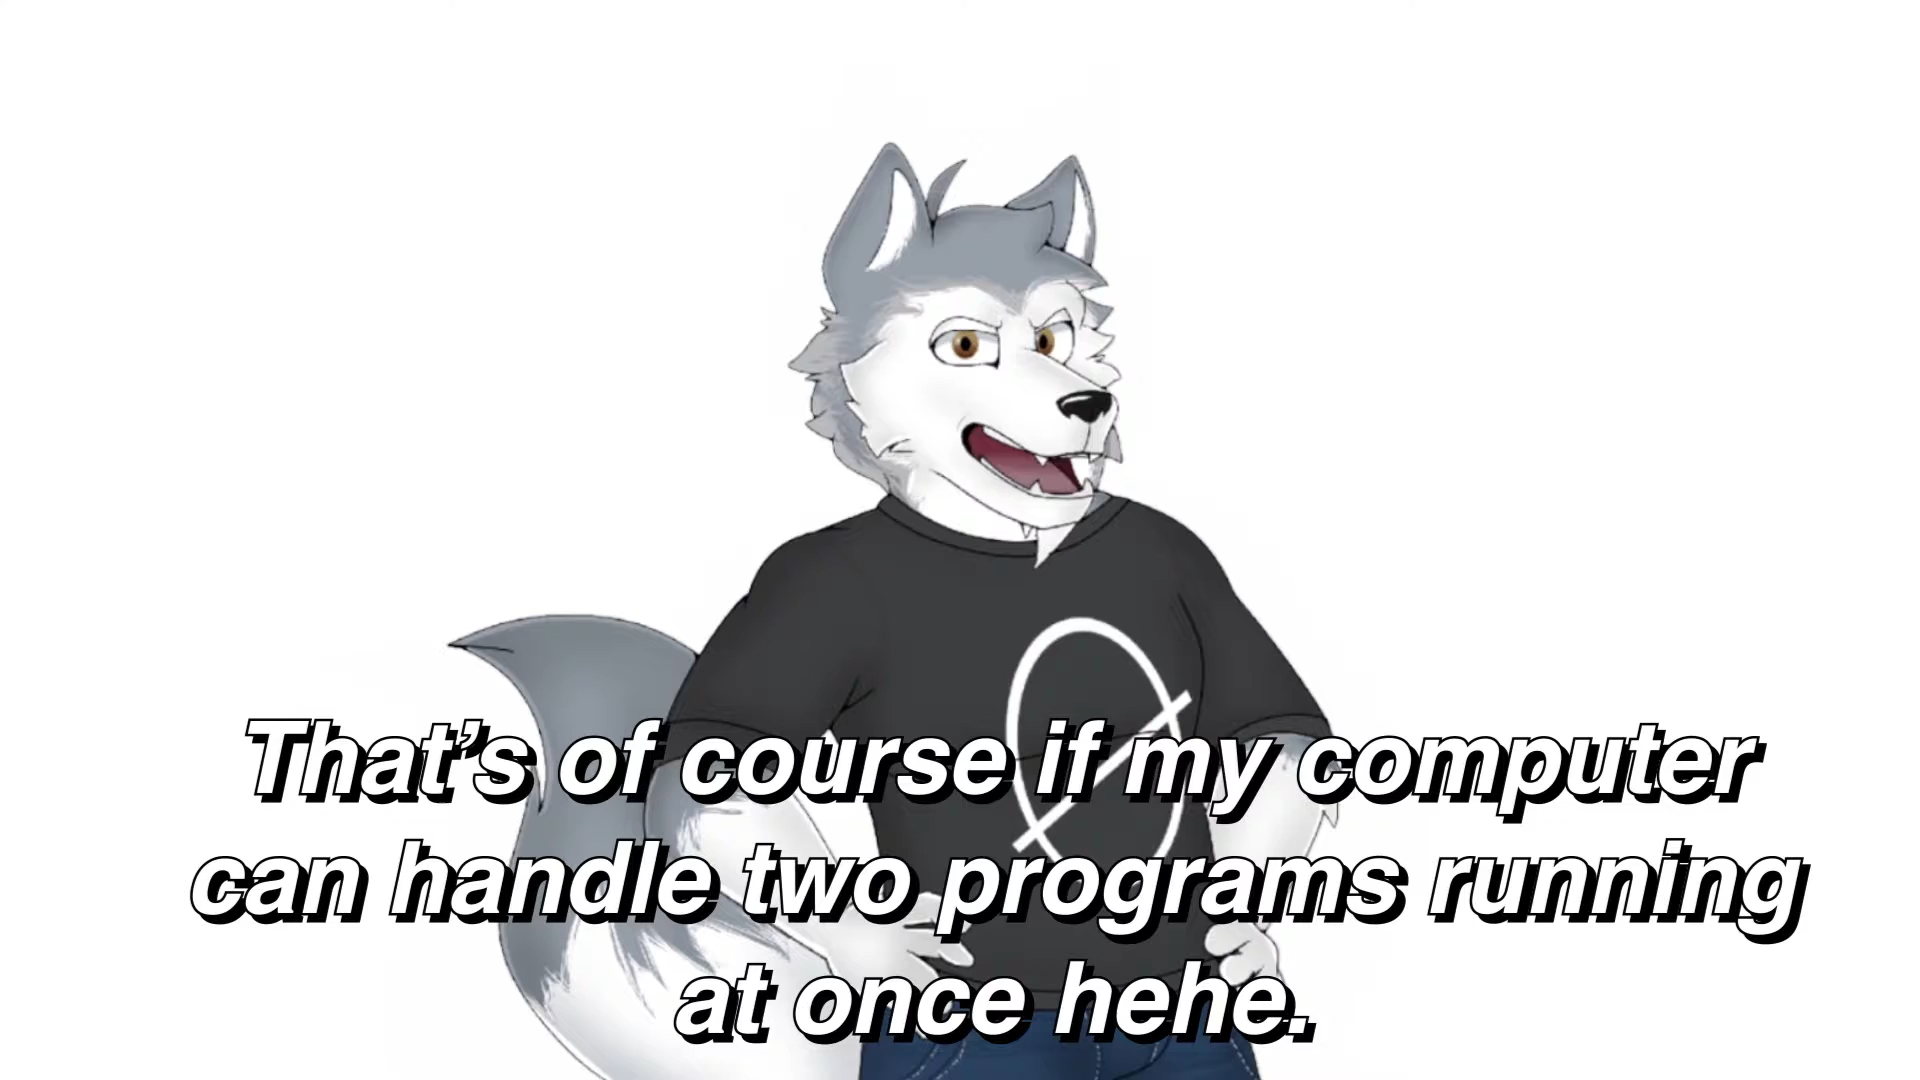 That's of course if my computer
can handle two programs running
at once hehe.